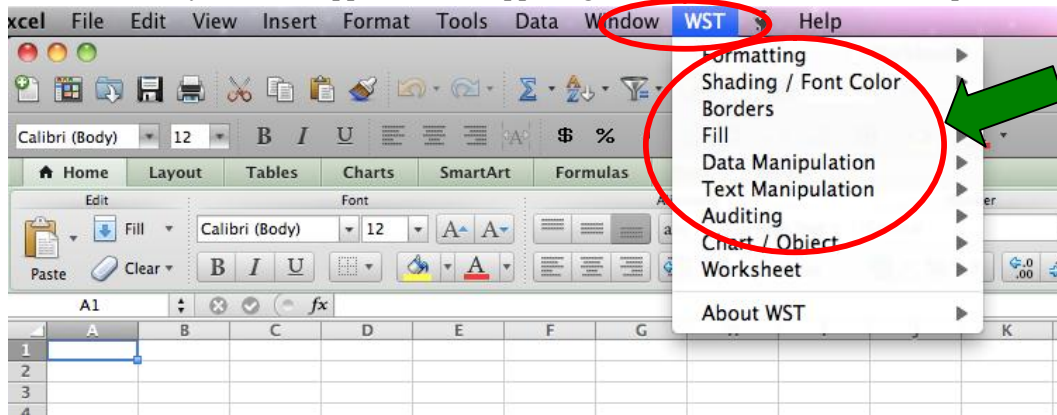 xcel File Edit View Insert Format Tools Data Window WST Help
Formatting
Shading / Font Color
Borders
Fill
Data Manipulation
Text Manipulation
Auditing
Chart / Object
Worksheet
About WST
Calibri (Body) 12 B I U $ %
Home Layout Tables Charts SmartArt Formulas
Edit Font
Fill Calibri (Body) 12 A A
Paste Clear B I U A
A1 fx
A B C D E F G K
1
2
3
4